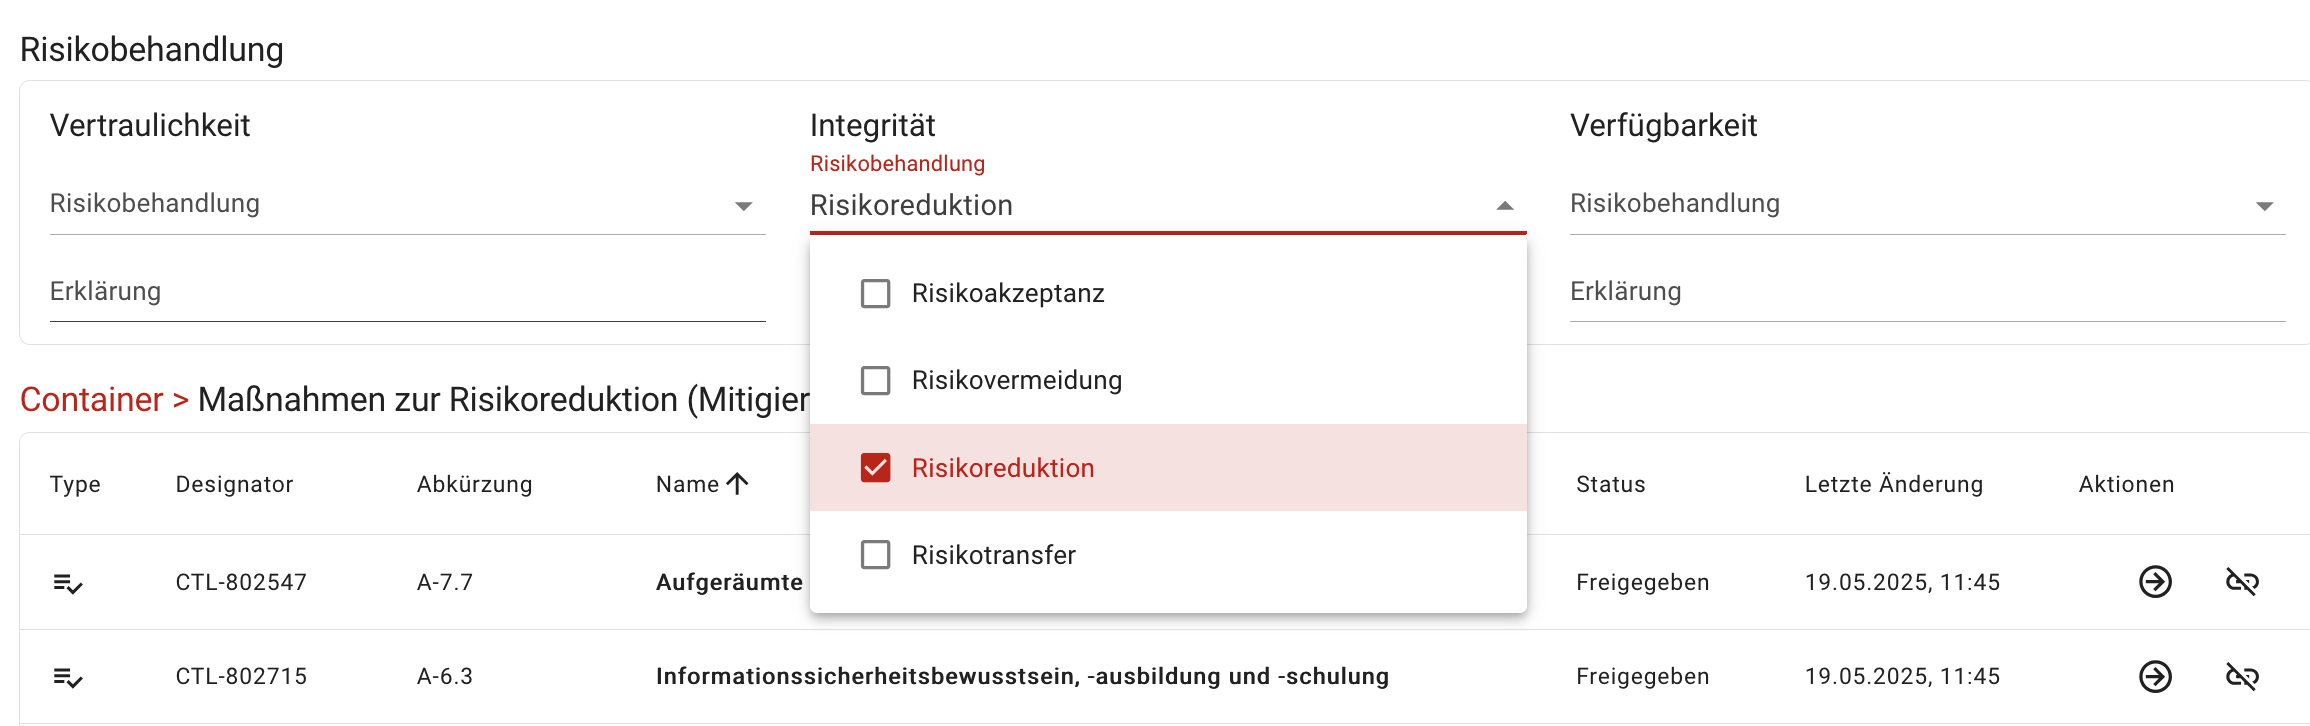 Risikobehandlung
Vertraulichkeit
Risikobehandlung
Erklärung
Integrität
Risikobehandlung
Risikoreduktion
Risikoakzeptanz
Risikovermeidung
Risikoreduktion
Risikotransfer
Verfügbarkeit
Risikobehandlung
Erklärung
Container > Maßnahmen zur Risikoreduktion (Mitigier
Type Designator Abkürzung Name Status Letzte Änderung Aktionen
CTL-802547 A-7.7 Aufgeräumte Freigegeben 19.05.2025, 11:45
CTL-802715 A-6.3 Informationssicherheitsbewusstsein, -ausbildung und -schulung Freigegeben 19.05.2025, 11:45